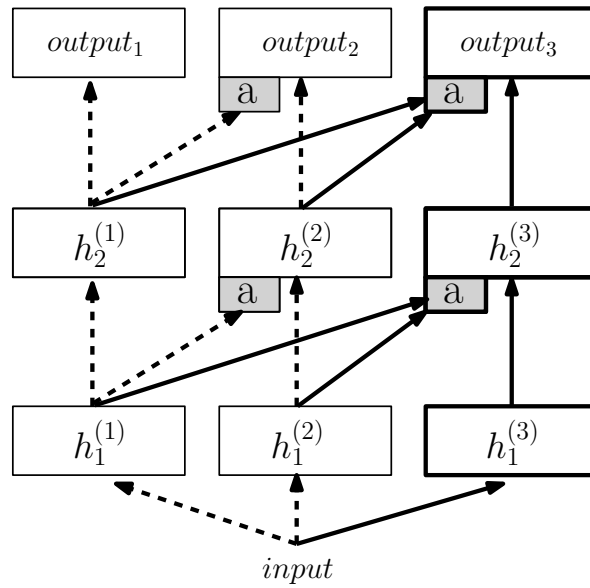 output₁ output₂ output₃
a a
h₂⁽¹⁾ h₂⁽²⁾ h₂⁽³⁾
a a
h₁⁽¹⁾ h₁⁽²⁾ h₁⁽³⁾
input